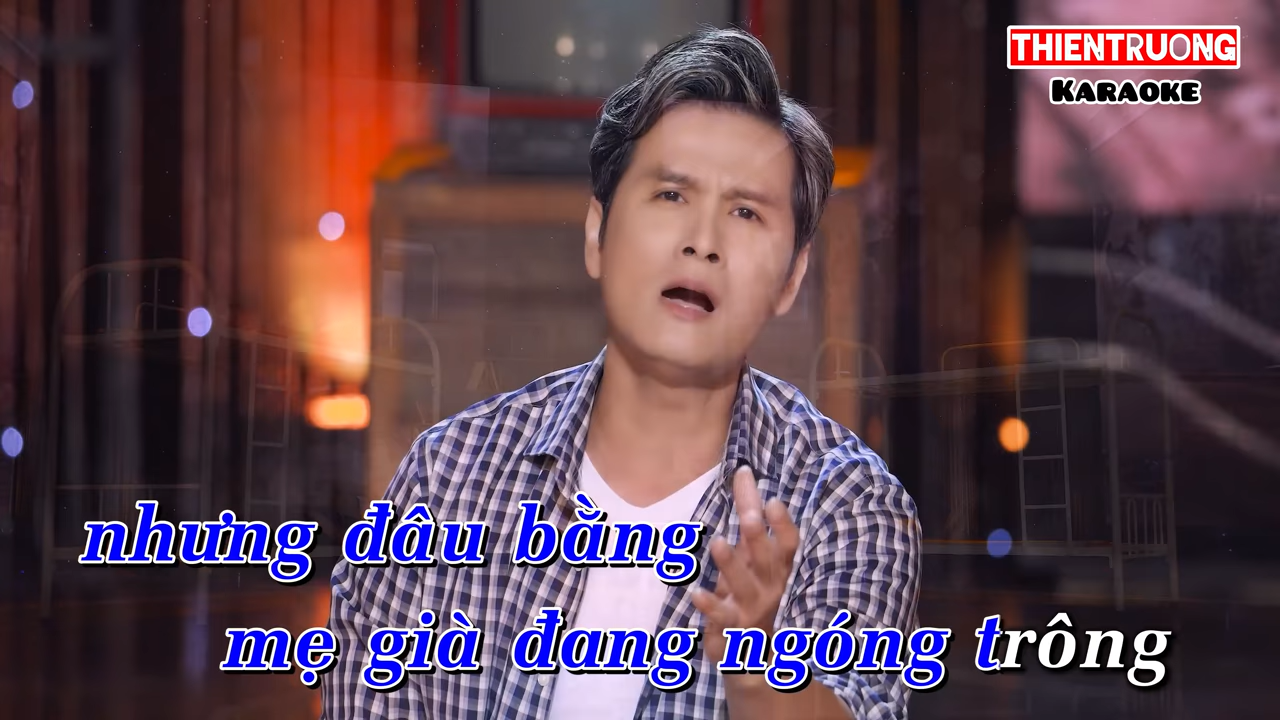 THIENTRUONG
KARAOKE
nhưng đâu bằng
mẹ già đang ngóng trông